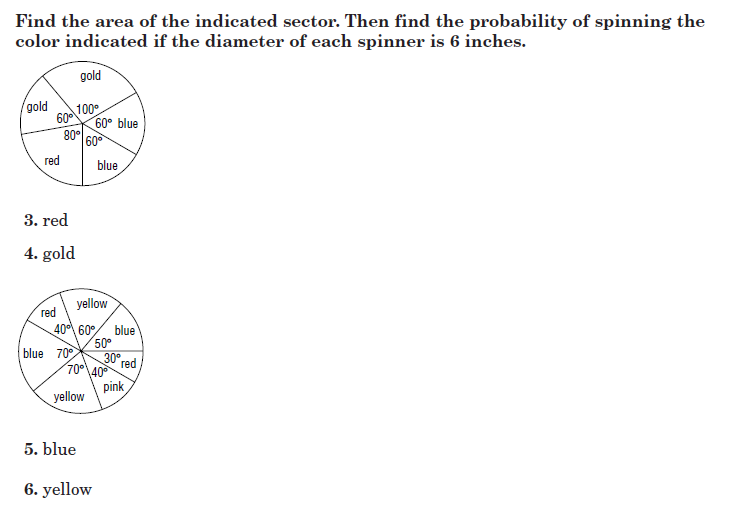 Find the area of the indicated sector. Then find the probability of spinning the
color indicated if the diameter of each spinner is 6 inches.
gold
gold
100°
60°
60° blue
80°
60°
red
blue
3. red
4. gold
yellow
red
40°
60°
blue
50°
blue
70°
30°
red
70°
40°
pink
yellow
5. blue
6. yellow